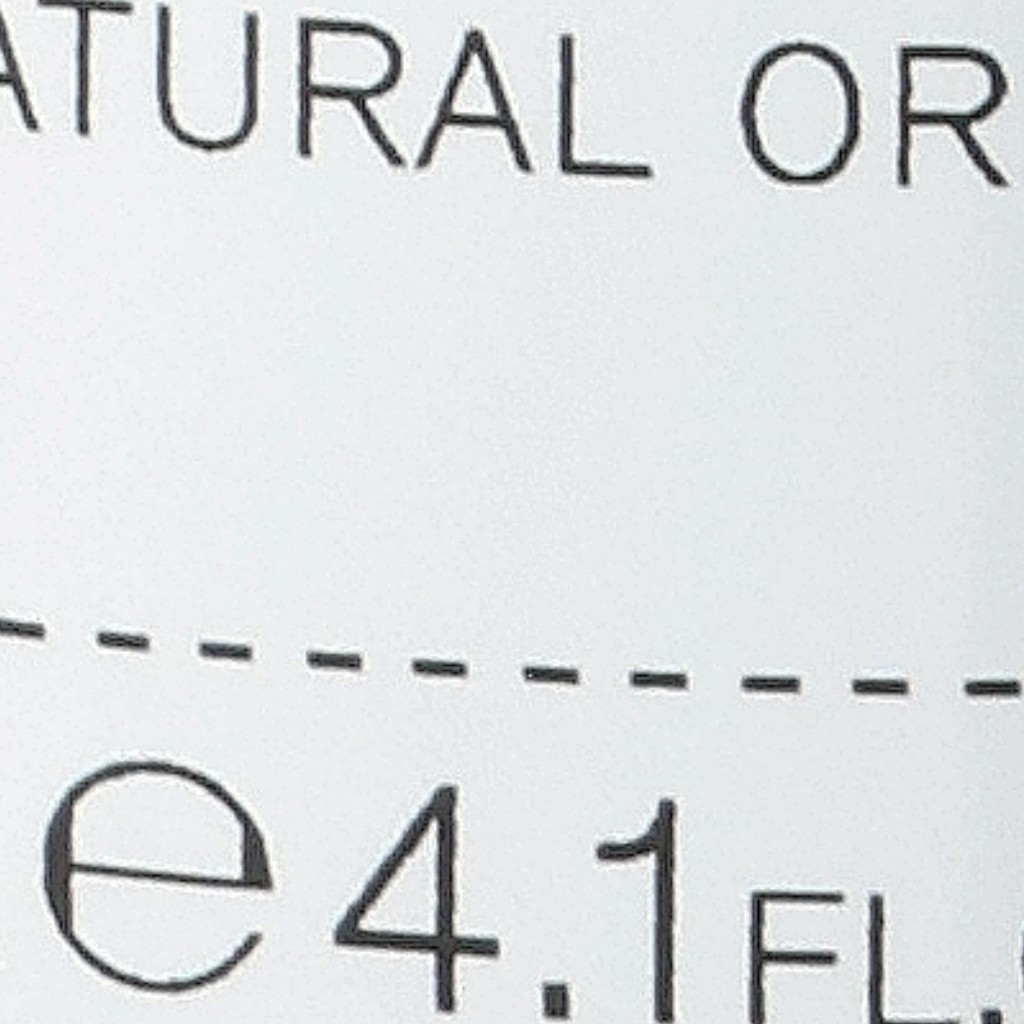 ATURAL OR
℮ 4.1 FL.